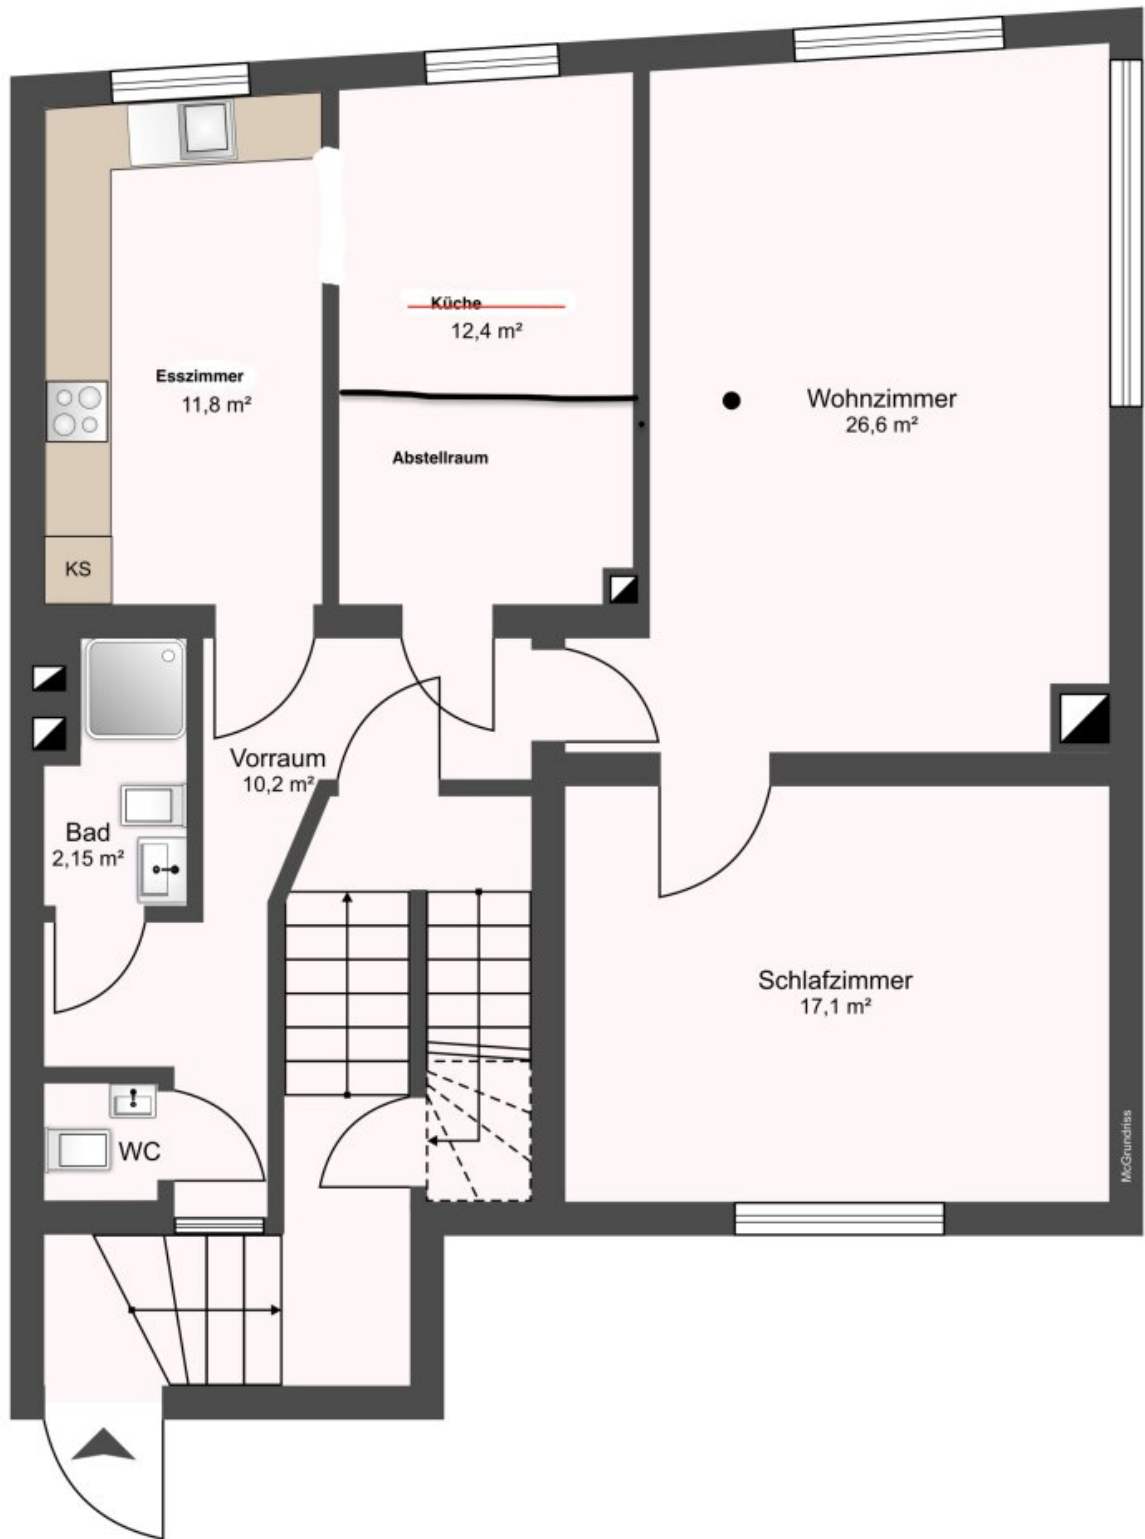 Küche
12,4 m²
Esszimmer
11,8 m²
Wohnzimmer
26,6 m²
Abstellraum
KS
Vorraum
10,2 m²
Bad
2,15 m²
Schlafzimmer
17,1 m²
WC
McGrundriss